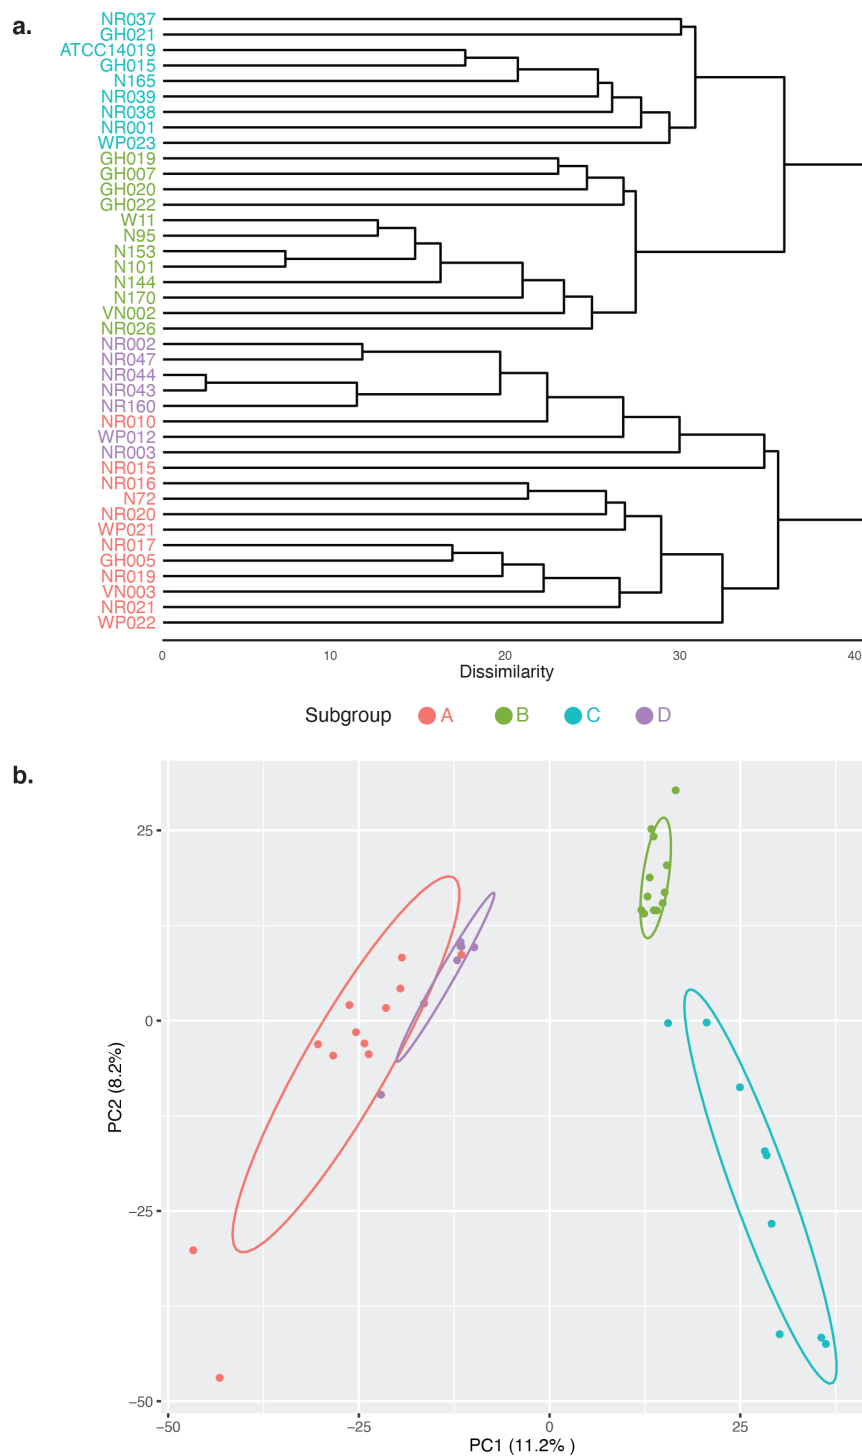 a.
NR037
GH021
ATCC14019
GH015
N165
NR039
NR038
NR001
WP023
GH019
GH007
GH020
GH022
W11
N95
N153
N101
N144
N170
VN002
NR026
NR002
NR047
NR044
NR043
NR160
NR010
WP012
NR003
NR015
NR016
N72
NR020
WP021
NR017
GH005
NR019
VN003
NR021
WP022
0 10 20 30 40
Dissimilarity
Subgroup A B C D
b.
25
0
−25
−50
PC2 (8.2%)
−50 −25 0 25
PC1 (11.2% )